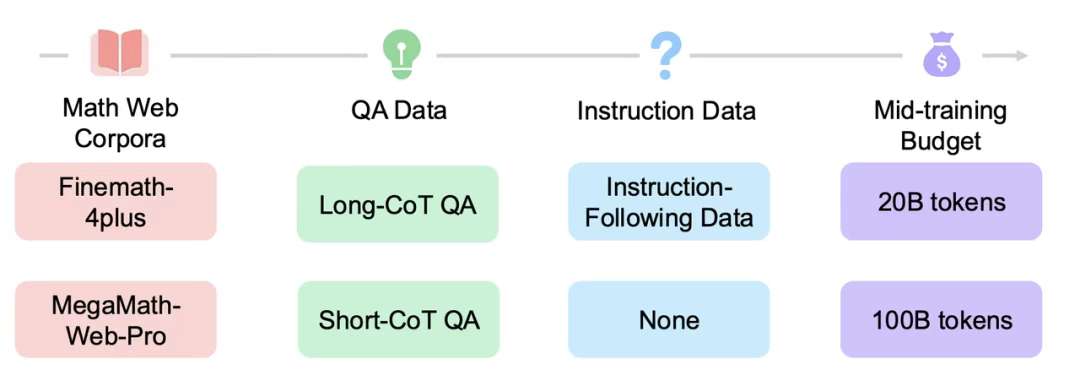 Math Web
Corpora
QA Data
Instruction Data
Mid-training
Budget
Finemath-
4plus
Long-CoT QA
Instruction-
Following Data
20B tokens
MegaMath-
Web-Pro
Short-CoT QA
None
100B tokens
$